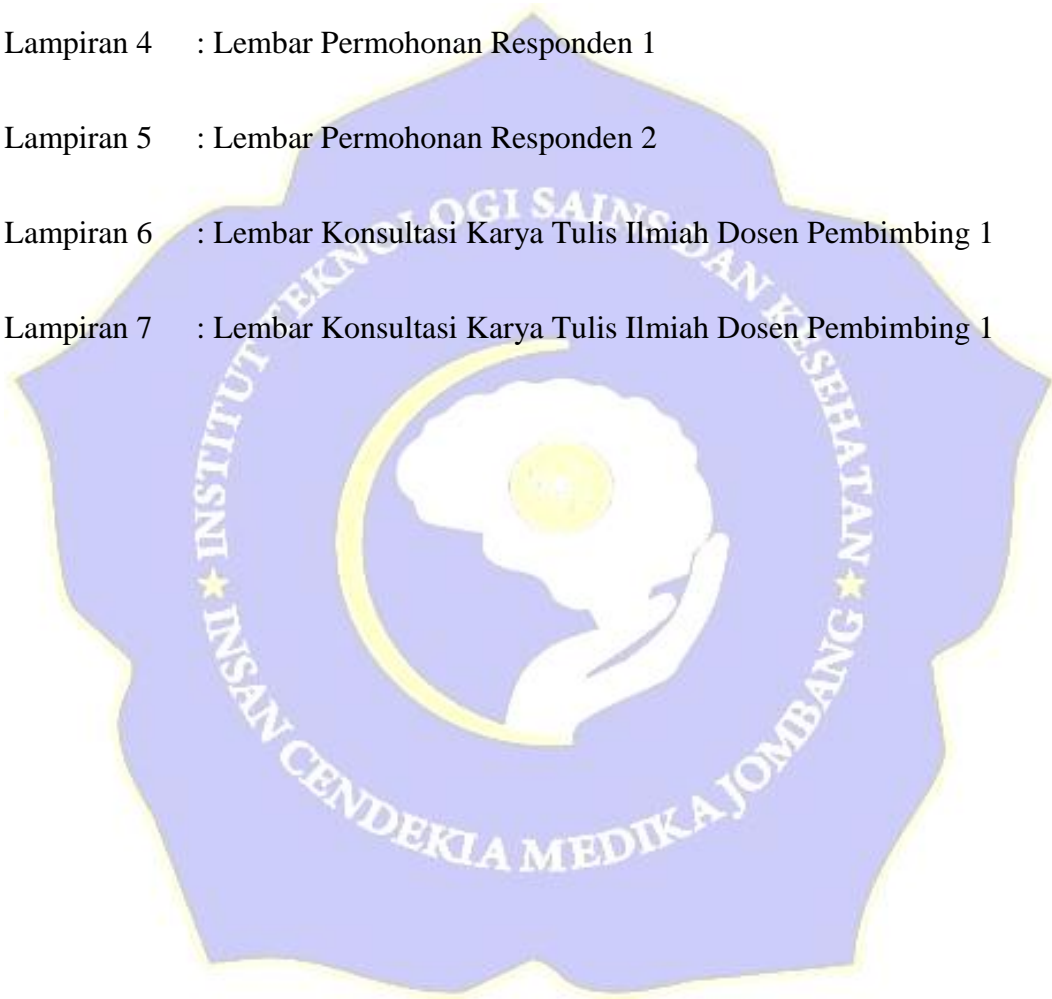 Lampiran 4 : Lembar Permohonan Responden 1
Lampiran 5 : Lembar Permohonan Responden 2
Lampiran 6 : Lembar Konsultasi Karya Tulis Ilmiah Dosen Pembimbing 1
Lampiran 7 : Lembar Konsultasi Karya Tulis Ilmiah Dosen Pembimbing 1
INSTITUT TEKNOLOGI SAINS DAN KESEHATAN
INSAN CENDEKIA MEDIKA JOMBANG